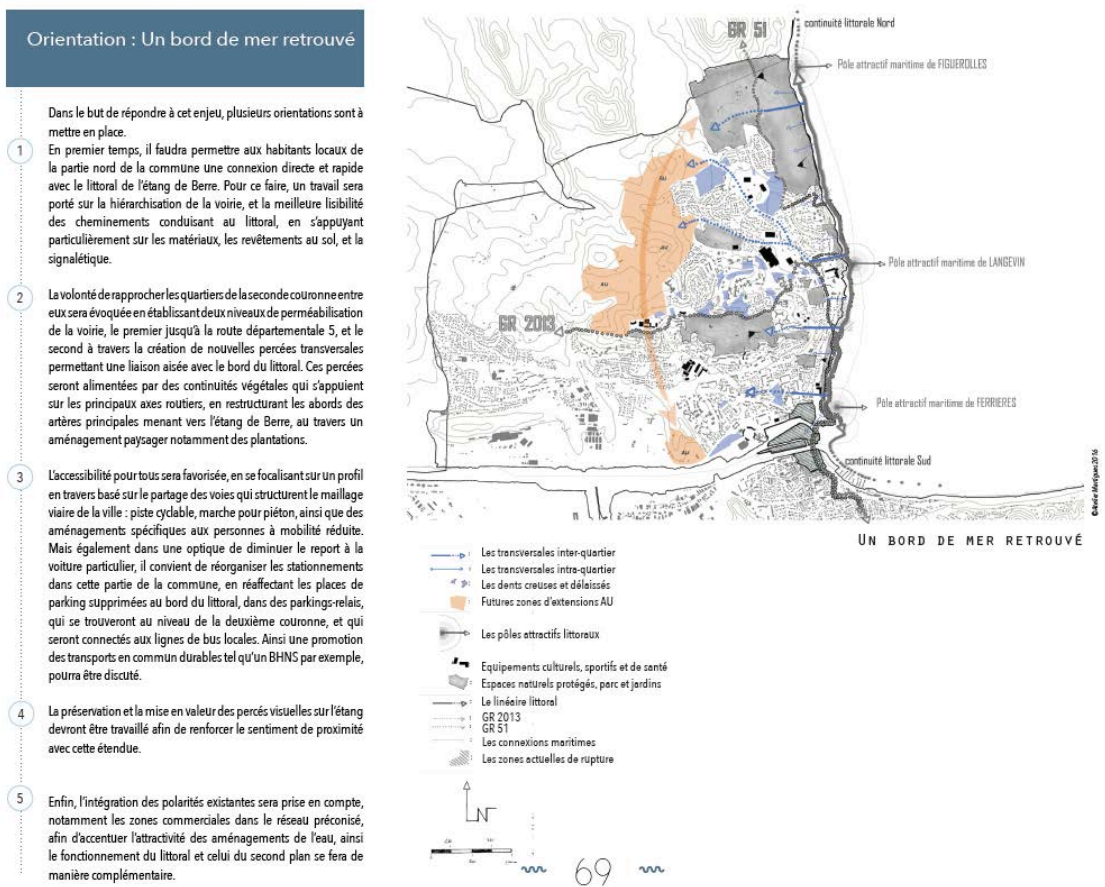 Orientation : Un bord de mer retrouvé
Dans le but de répondre à cet enjeu, plusieurs orientations sont à
mettre en place.
1
En premier temps, il faudra permettre aux habitants locaux de
la partie nord de la commune une connexion directe et rapide
avec le littoral de l'étang de Berre. Pour ce faire, un travail sera
porté sur la hiérarchisation de la voirie, et la meilleure lisibilité
des cheminements conduisant au littoral, en s'appuyant
particulièrement sur les matériaux, les revêtements au sol, et la
signalétique.
2
La volonté de rapprocher les quartiers de la seconde couronne entre
eux sera évoquée en établissant deux niveaux de perméabilisation
de la voirie, le premier jusqu'à la route départementale 5, et le
second à travers la création de nouvelles percées transversales
permettant une liaison aisée avec le bord du littoral. Ces percées
seront alimentées par des continuités végétales qui s'appuient
sur les principaux axes routiers, en restructurant les abords des
artères principales menant vers l'étang de Berre, au travers un
aménagement paysager notamment des plantations.
3
L'accessibilité pour tous sera favorisée, en se focalisant sur un profil
en travers basé sur le partage des voies qui structurent le maillage
viaire de la ville : piste cyclable, marche pour piéton, ainsi que des
aménagements spécifiques aux personnes à mobilité réduite.
Mais également dans une optique de diminuer le report à la
voiture particulier, il convient de réorganiser les stationnements
dans cette partie de la commune, en réaffectant les places de
parking supprimées au bord du littoral, dans des parkings-relais,
qui se trouveront au niveau de la deuxième couronne, et qui
seront connectés aux lignes de bus locales. Ainsi une promotion
des transports en commun durables tel qu'un BHNS par exemple,
pourra être discuté.
4
La préservation et la mise en valeur des percés visuelles sur l'étang
devront être travaillé afin de renforcer le sentiment de proximité
avec cette étendue.
5
Enfin, l'intégration des polarités existantes sera prise en compte,
notamment les zones commerciales dans le réseau préconisé,
afin d'accentuer l'attractivité des aménagements de l'eau, ainsi
le fonctionnement du littoral et celui du second plan se fera de
manière complémentaire.
continuité littorale Nord
GR 51
Pôle attractif maritime de FIGUEROLLES
AU
AU
AU
Pôle attractif maritime de LANGEVIN
GR 2013
Pôle attractif maritime de FERRIERES
AU
continuité littorale Sud
©Atelier Martigues 2016
UN BORD DE MER RETROUVÉ
Les transversales inter-quartier
Les transversales intra-quartier
Les dents creuses et délaissés
Futures zones d'extensions AU
Les pôles attractifs littoraux
Equipements culturels, sportifs et de santé
Espaces naturels protégés, parc et jardins
Le linéaire littoral
GR 2013
GR 51
Les connexions maritimes
Les zones actuelles de rupture
N
69